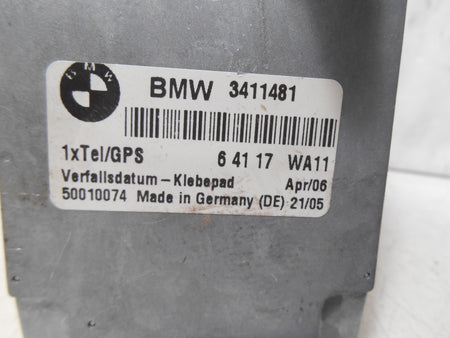 BMW
BMW 3411481
1xTel/GPS 6 41 17 WA11
Verfallsdatum-Klebepad Apr/06
50010074 Made in Germany (DE) 21/05